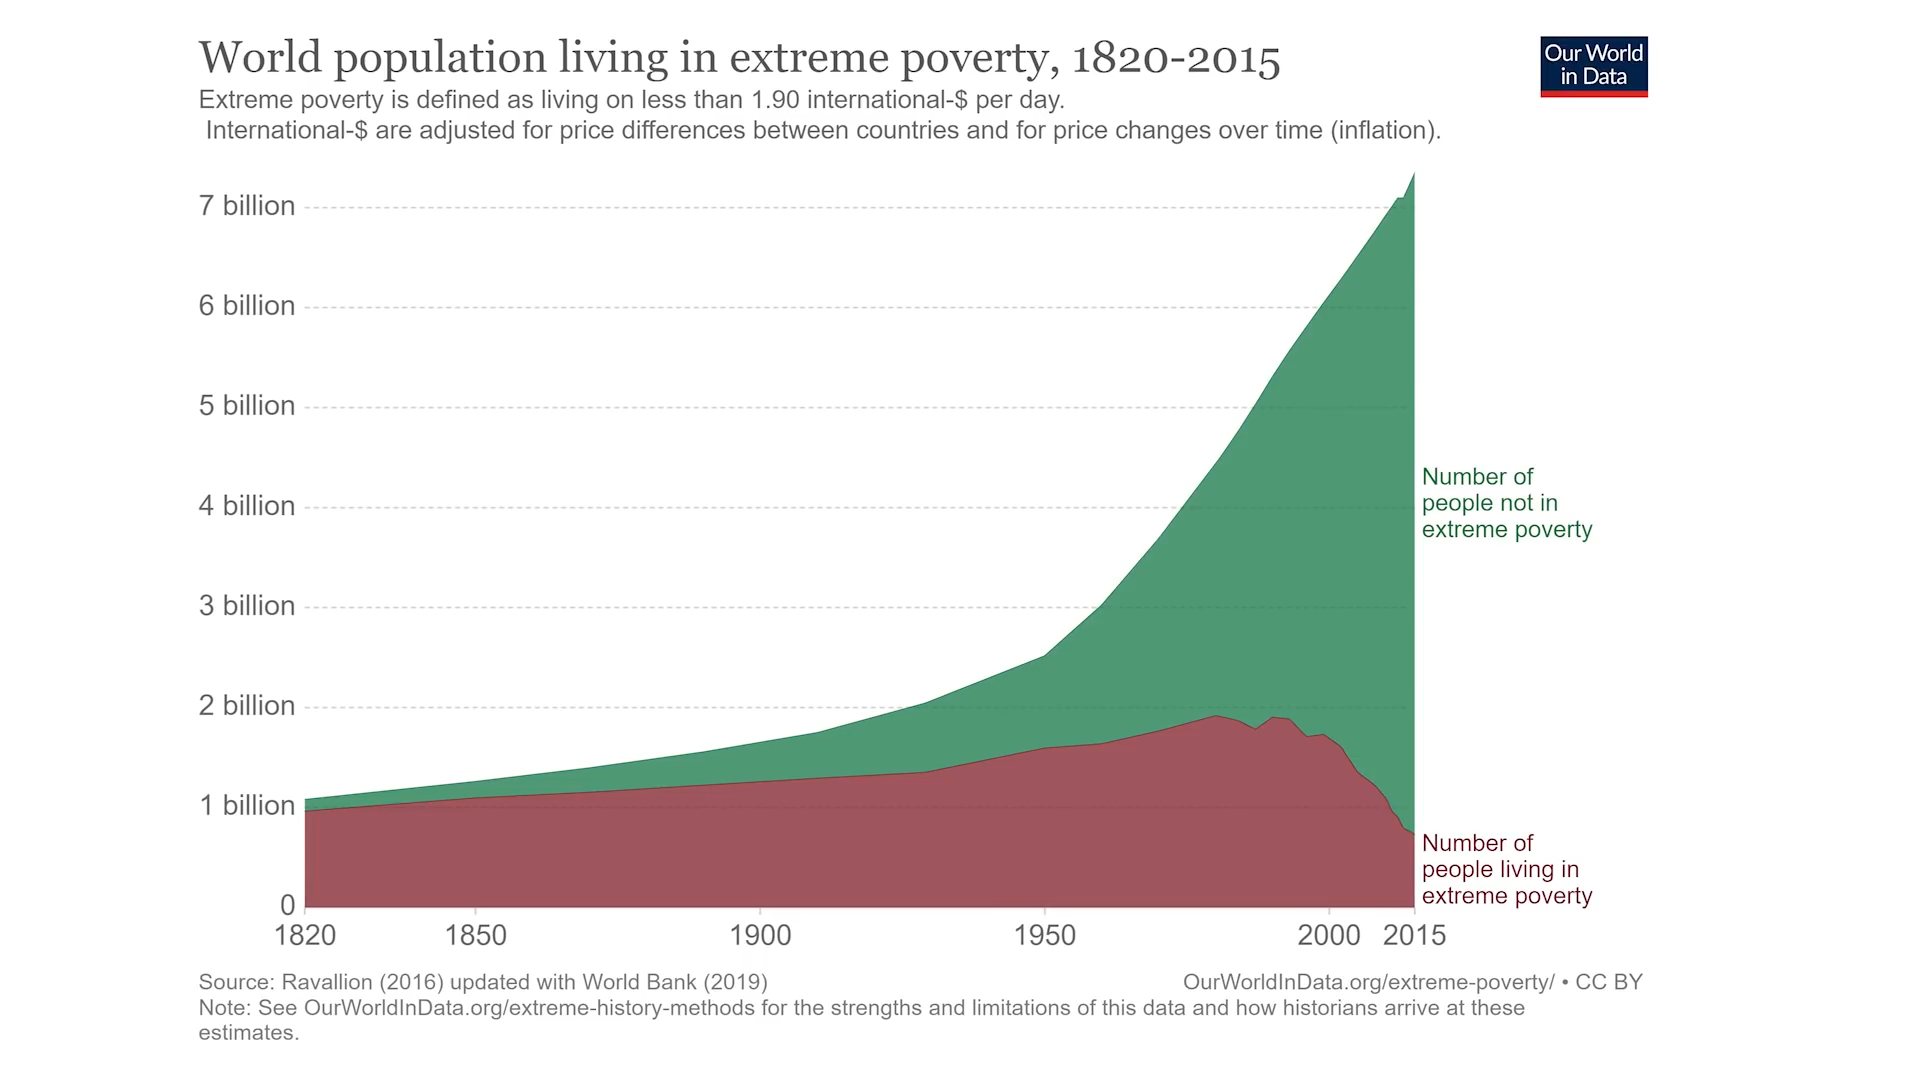 World population living in extreme poverty, 1820-2015
Our World
in Data
Extreme poverty is defined as living on less than 1.90 international-$ per day.
International-$ are adjusted for price differences between countries and for price changes over time (inflation).
7 billion
6 billion
5 billion
4 billion
3 billion
2 billion
1 billion
0
Number of
people not in
extreme poverty
Number of
people living in
extreme poverty
1820 1850 1900 1950 2000 2015
Source: Ravallion (2016) updated with World Bank (2019)
OurWorldInData.org/extreme-poverty/ • CC BY
Note: See OurWorldInData.org/extreme-history-methods for the strengths and limitations of this data and how historians arrive at these
estimates.